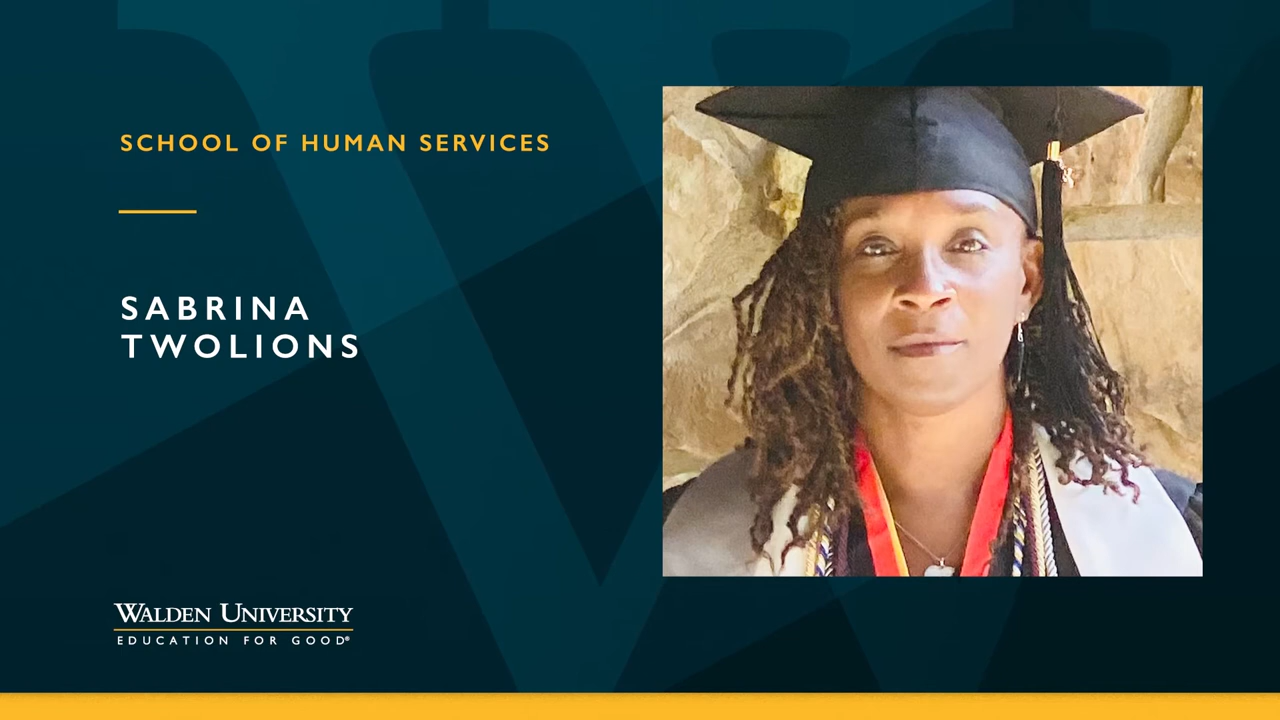 SCHOOL OF HUMAN SERVICES
SABRINA
TWOLIONS
WALDEN UNIVERSITY
EDUCATION FOR GOOD®